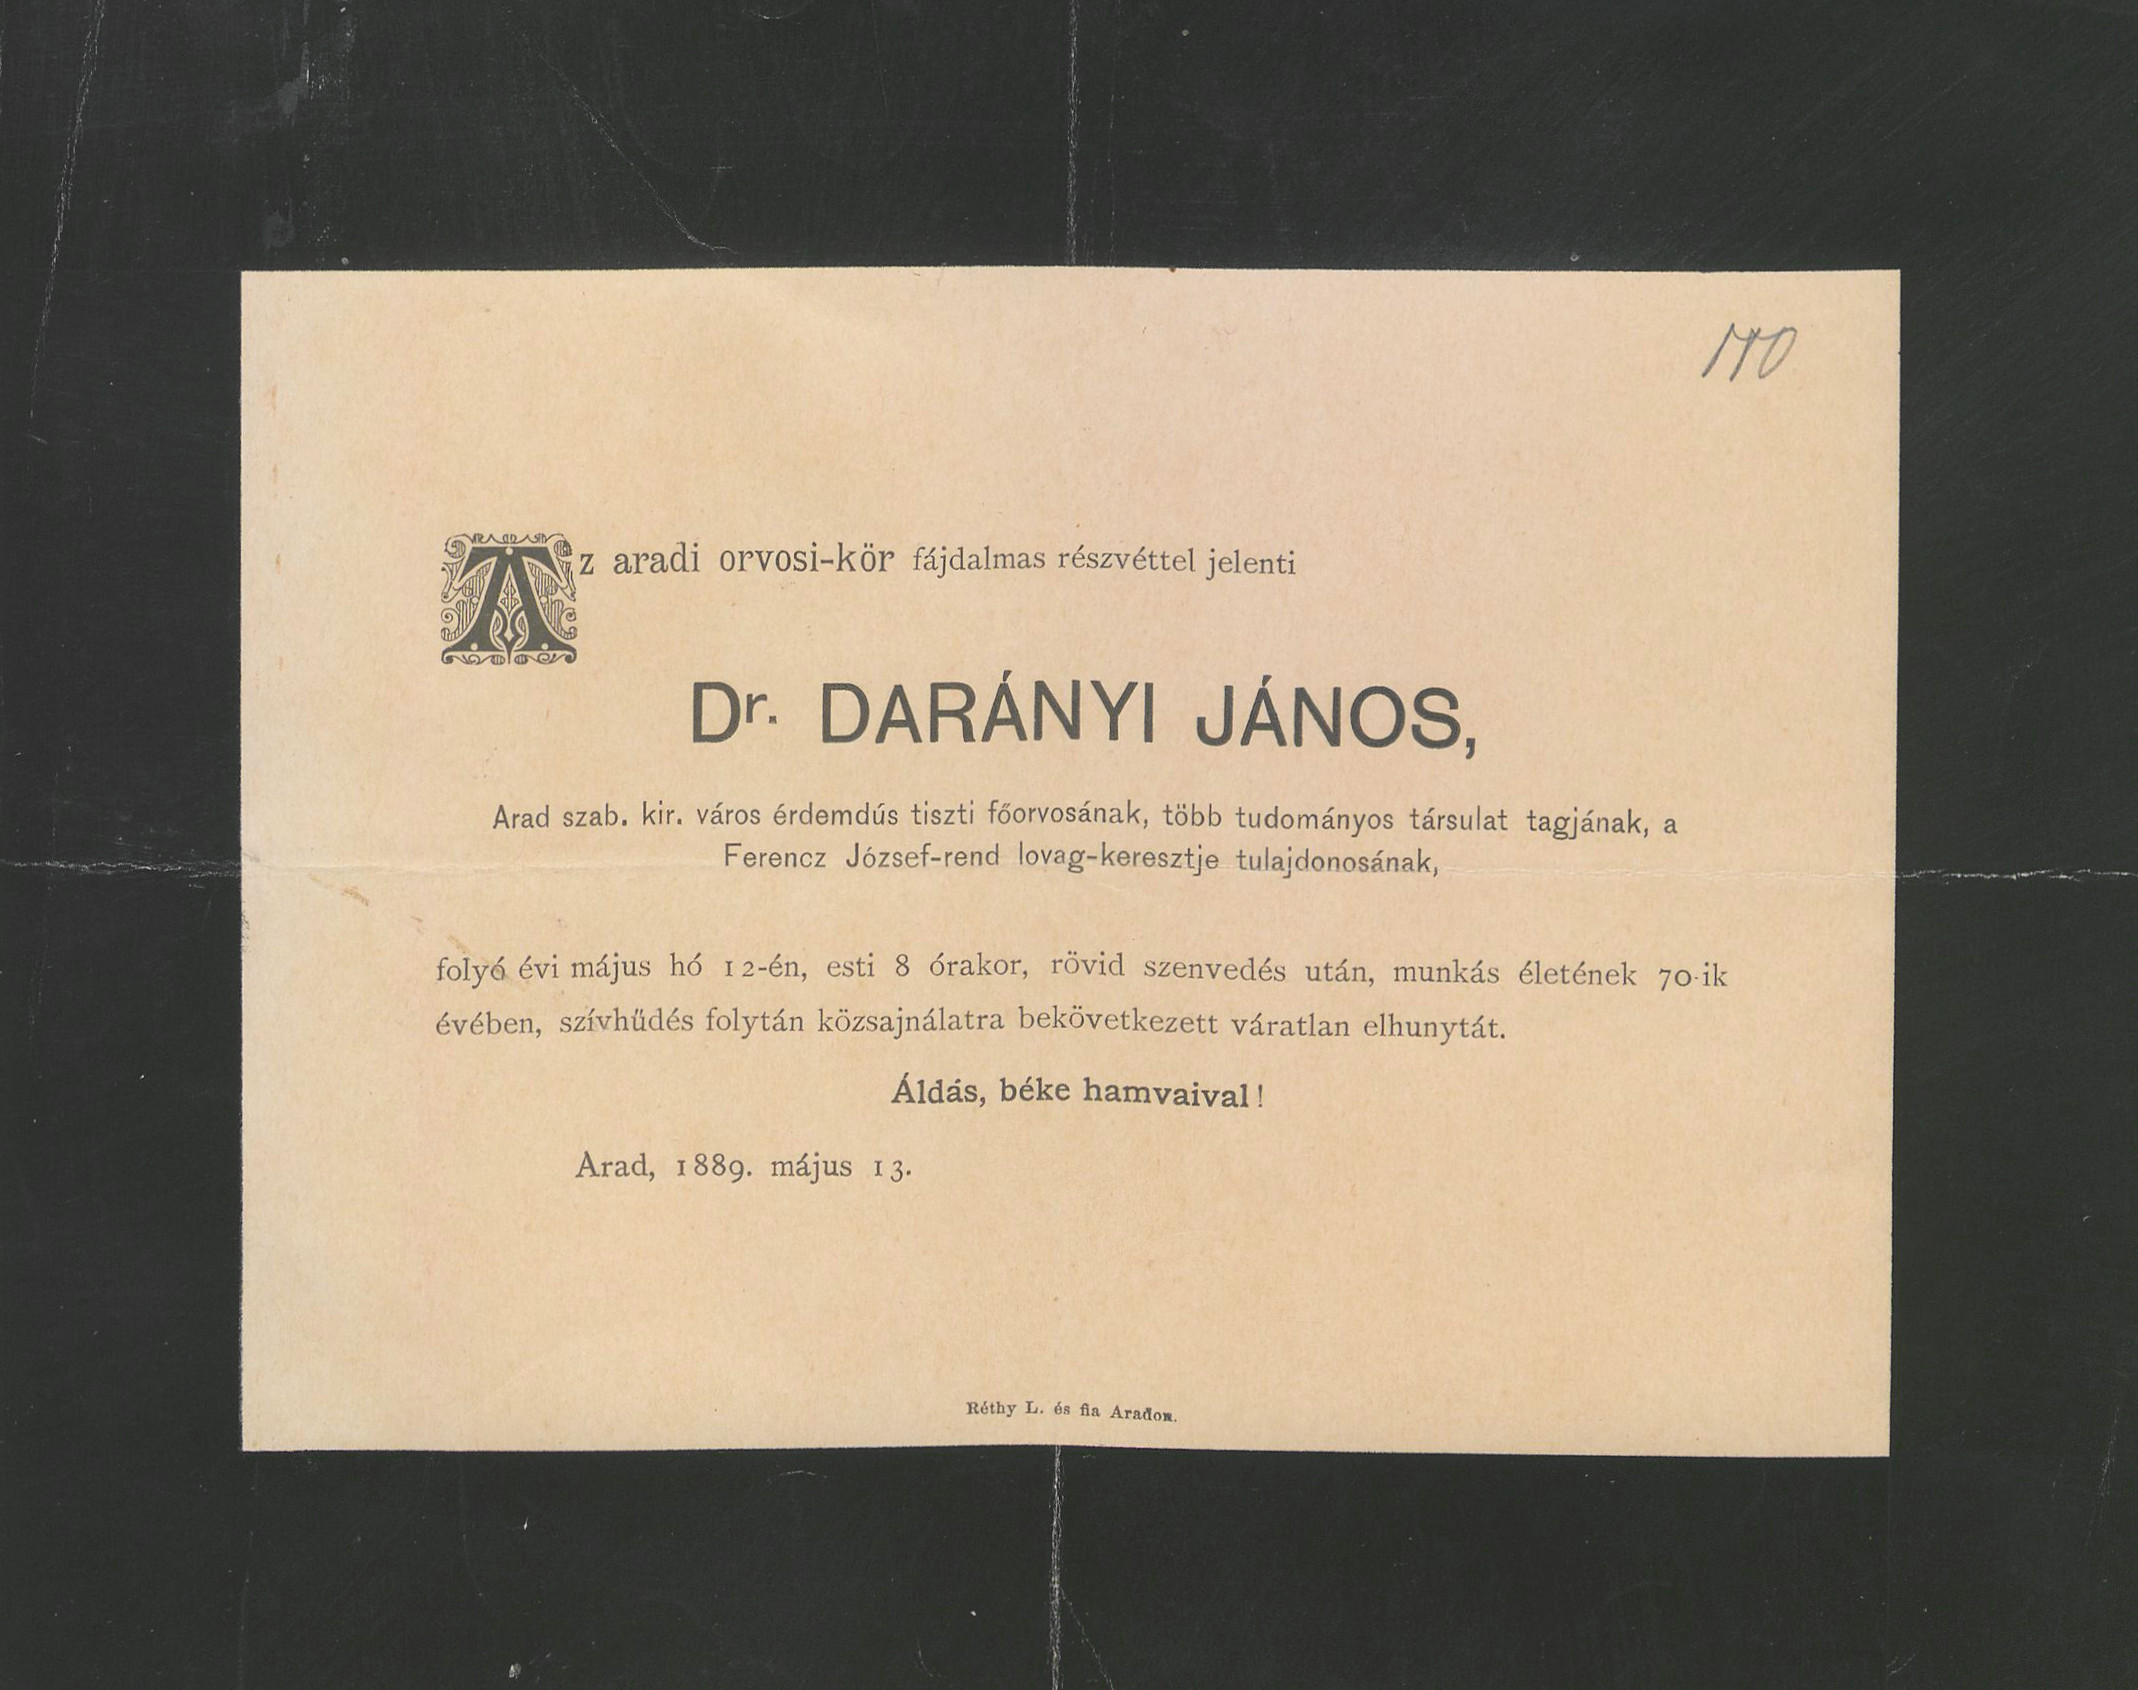 Az aradi orvosi-kör fájdalmas részvéttel jelenti
Dr. DARÁNYI JÁNOS,
Arad szab. kir. város érdemdús tiszti főorvosának, több tudományos társulat tagjának, a
Ferencz József-rend lovag-keresztje tulajdonosának,
folyó évi május hó 12-én, esti 8 órakor, rövid szenvedés után, munkás életének 70-ik
évében, szívhűdés folytán közsajnálatra bekövetkezett váratlan elhunytát.
Áldás, béke hamvaival!
Arad, 1889. május 13.
Réthy L. és fia Aradon.